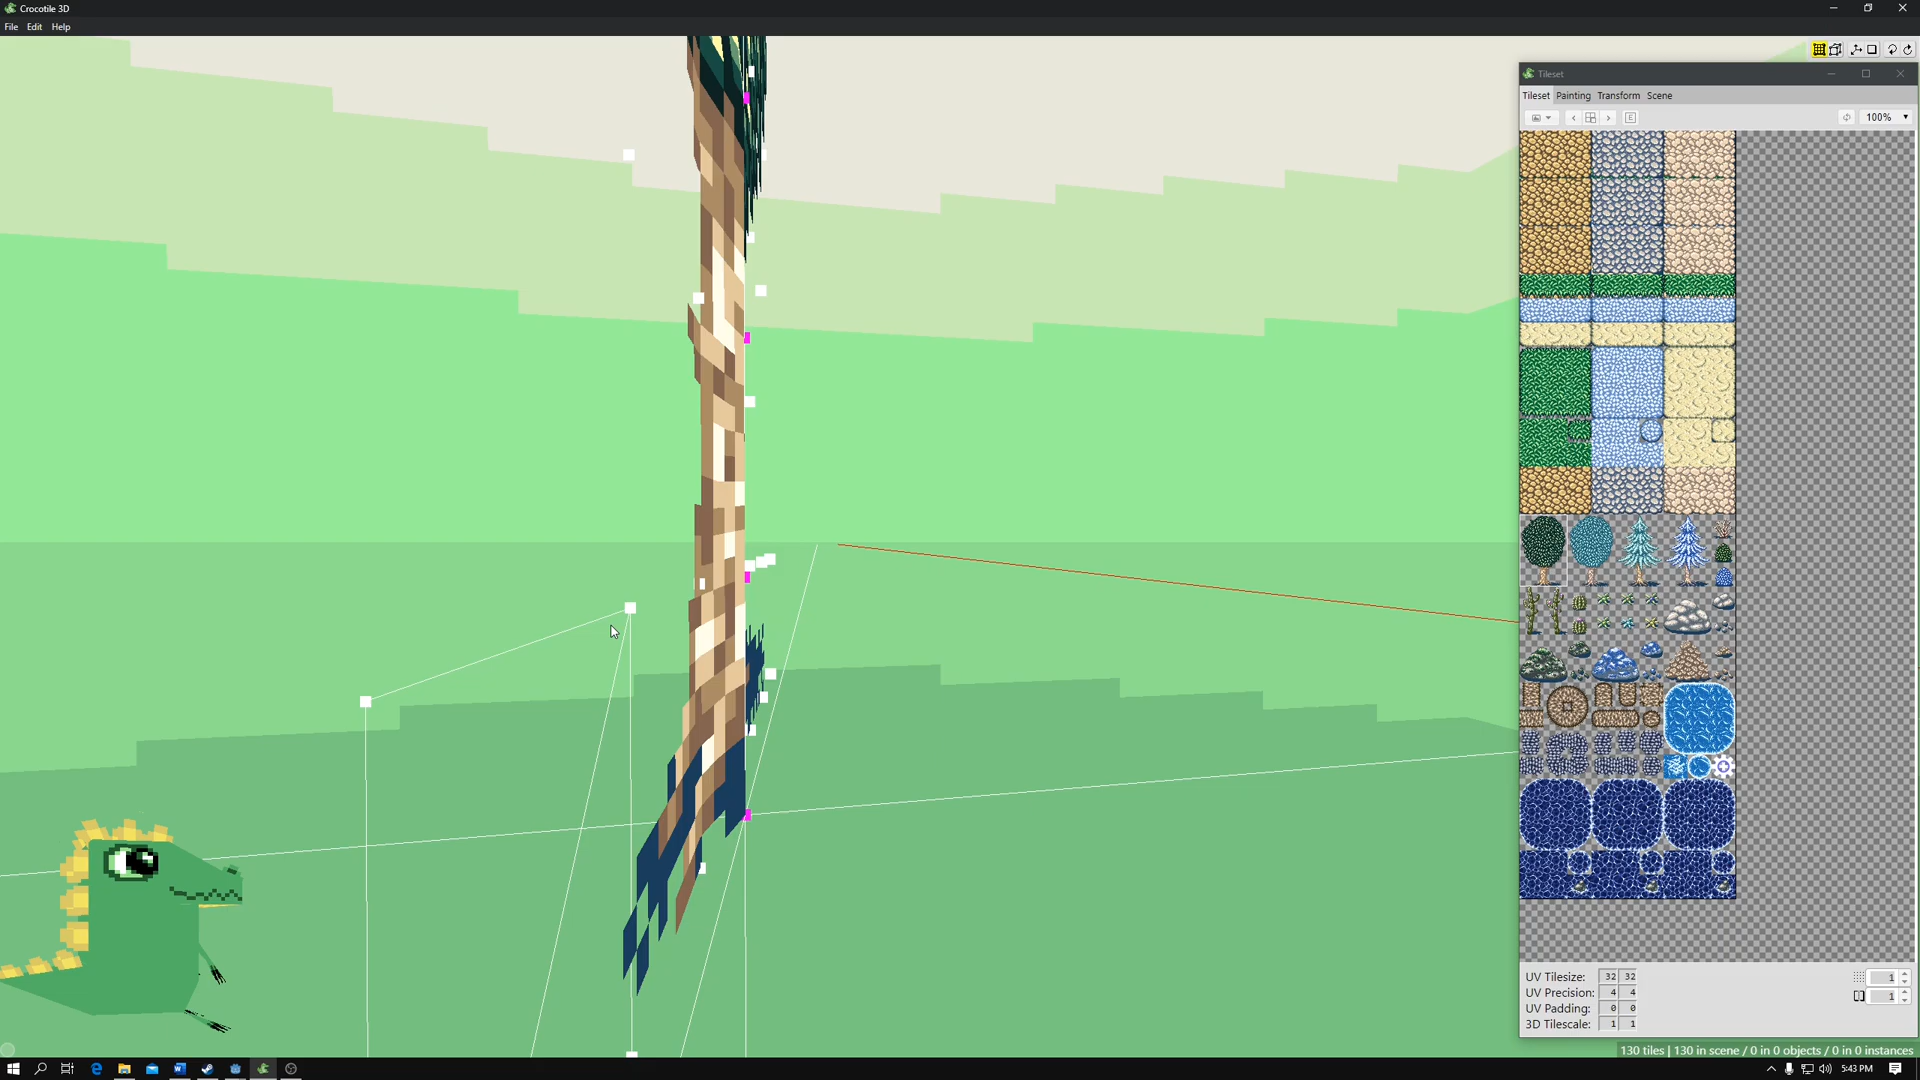 Crocotile 3D
File Edit Help
Tileset
Tileset Painting Transform Scene
E 100%
UV Tilesize: 32 32 1
UV Precision: 4 4 1
UV Padding: 0 0
3D Tilescale: 1 1
130 tiles | 130 in scene / 0 in 0 objects / 0 in 0 instances
5:43 PM